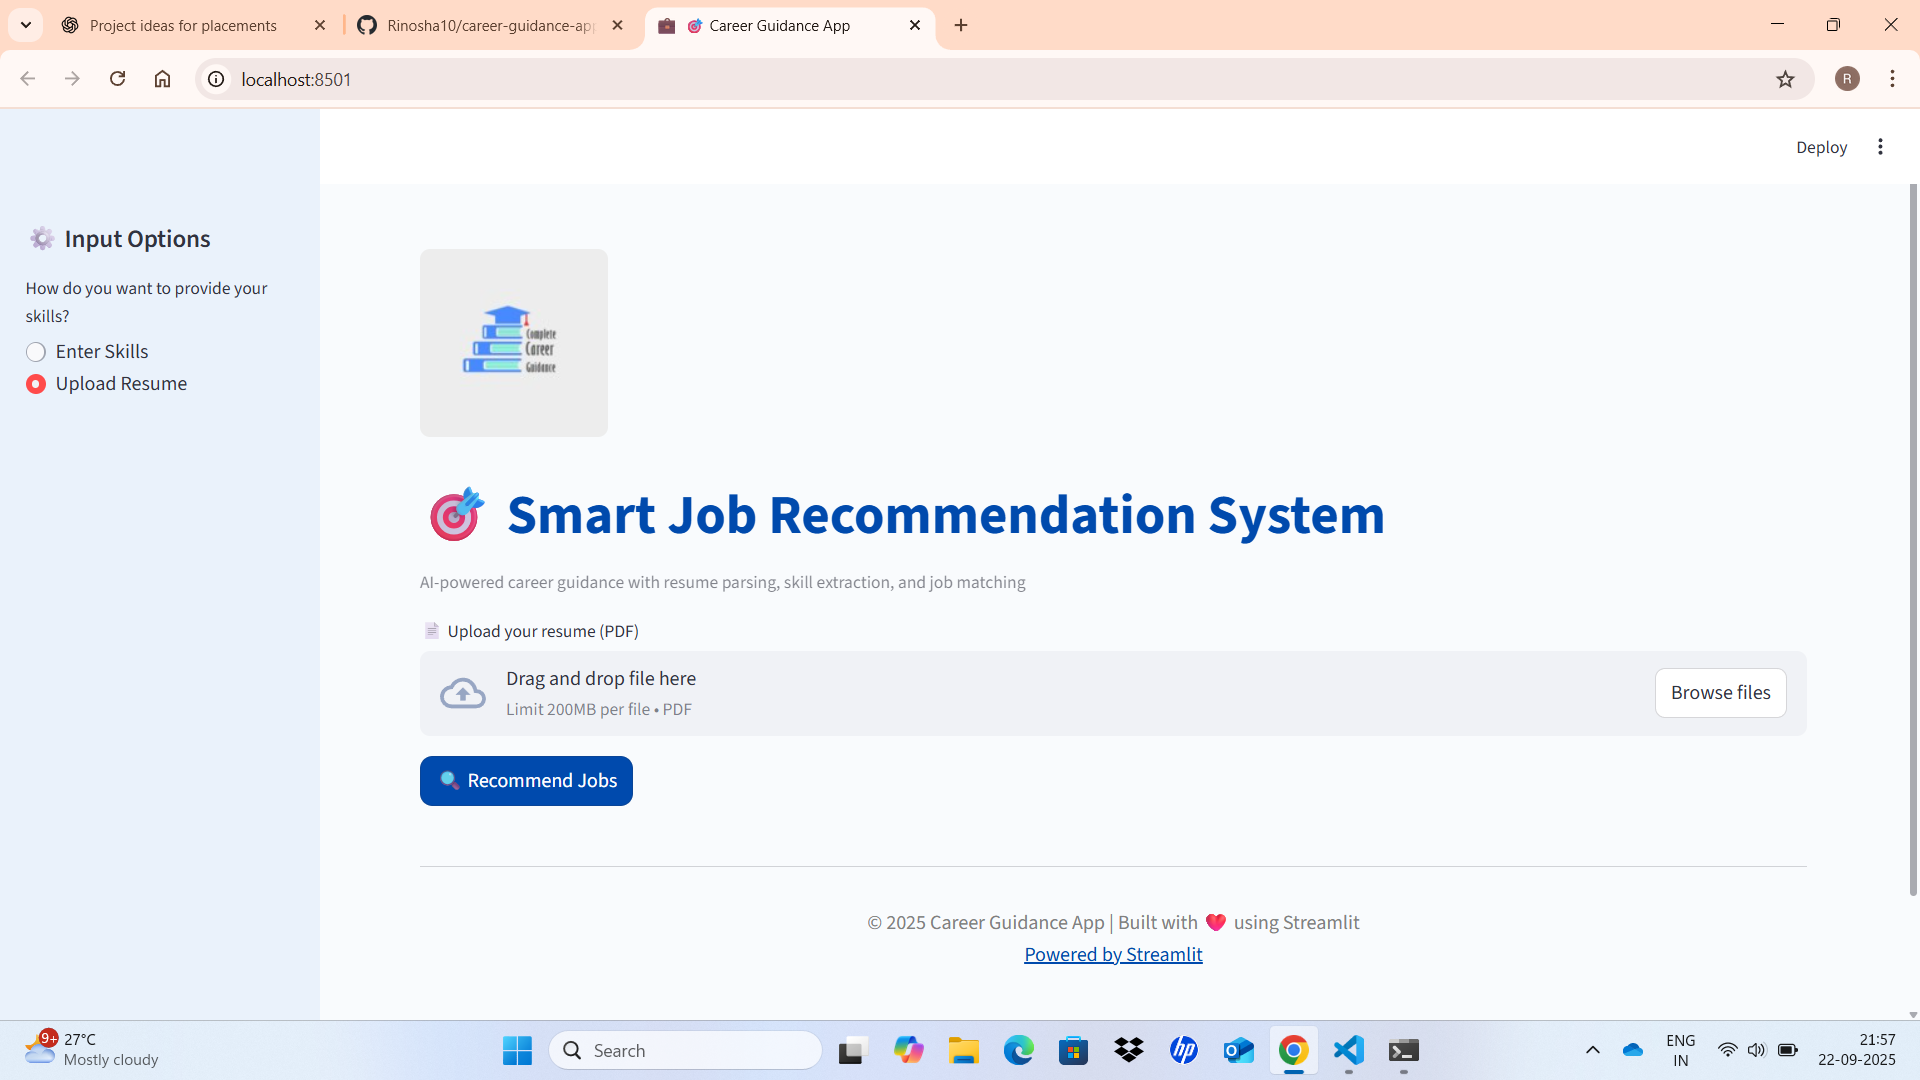 Project ideas for placements
Rinosha10/career-guidance-app
Career Guidance App
localhost:8501
R
Deploy
Input Options
How do you want to provide your
skills?
Enter Skills
Upload Resume
Complete
Career
Guidance
Smart Job Recommendation System
AI-powered career guidance with resume parsing, skill extraction, and job matching
Upload your resume (PDF)
Drag and drop file here
Limit 200MB per file • PDF
Browse files
Recommend Jobs
© 2025 Career Guidance App | Built with ❤️ using Streamlit
Powered by Streamlit
9+
27°C
Mostly cloudy
Search
hp
ENG
IN
21:57
22-09-2025